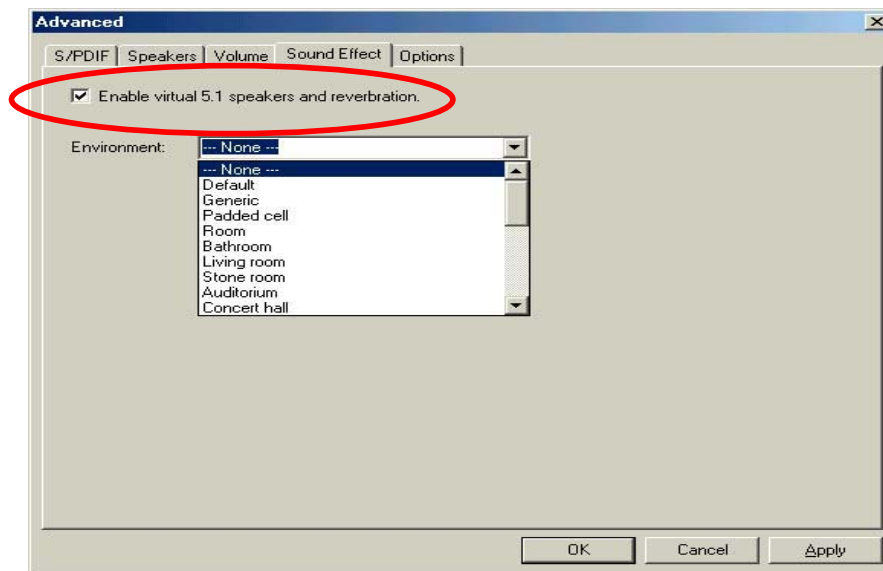 Advanced
S/PDIF Speakers Volume Sound Effect Options
Enable virtual 5.1 speakers and reverbration.
Environment: --- None ---
--- None ---
Default
Generic
Padded cell
Room
Bathroom
Living room
Stone room
Auditorium
Concert hall
OK Cancel Apply